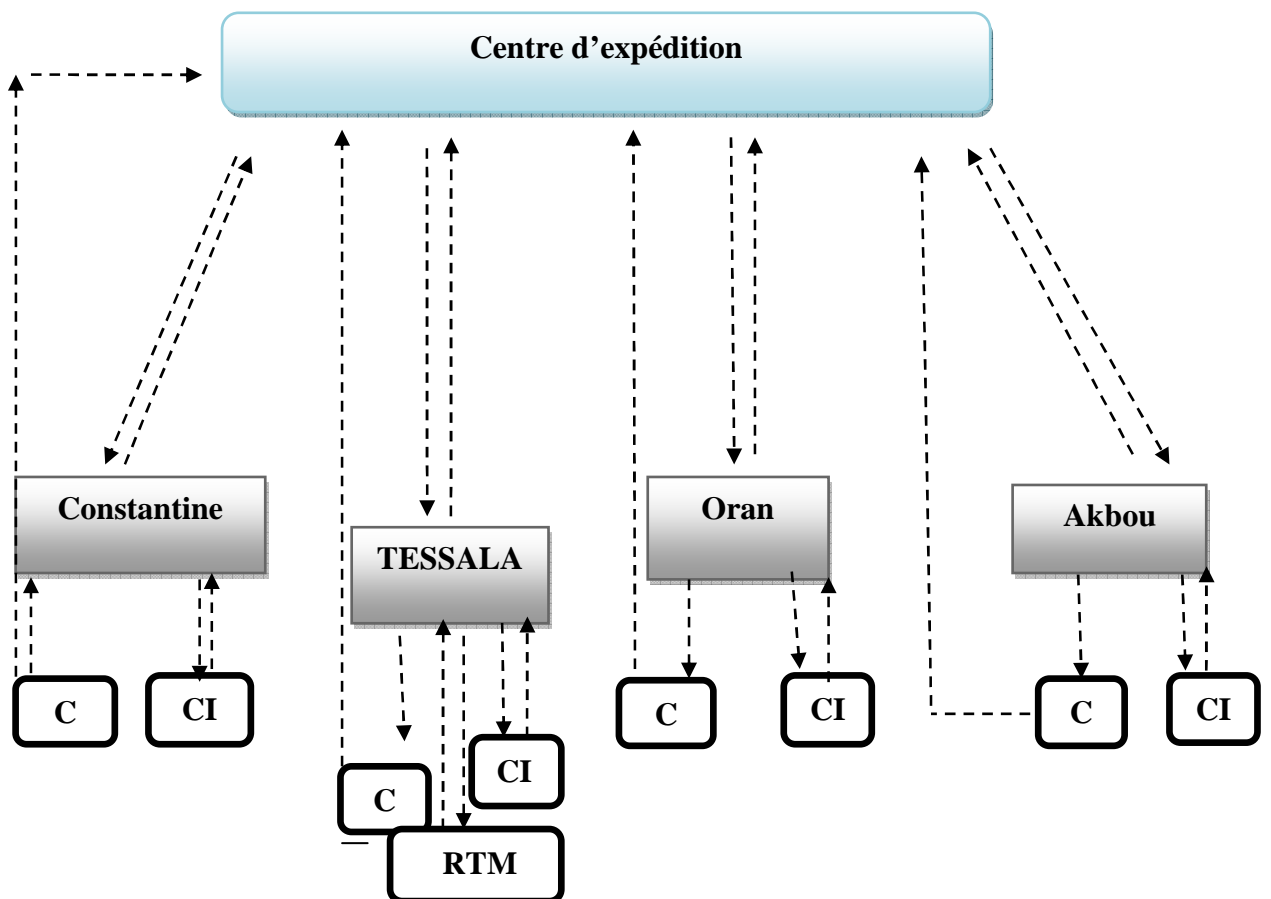 Centre d’expédition
Constantine
TESSALA
Oran
Akbou
C
CI
C
CI
RTM
C
CI
C
CI